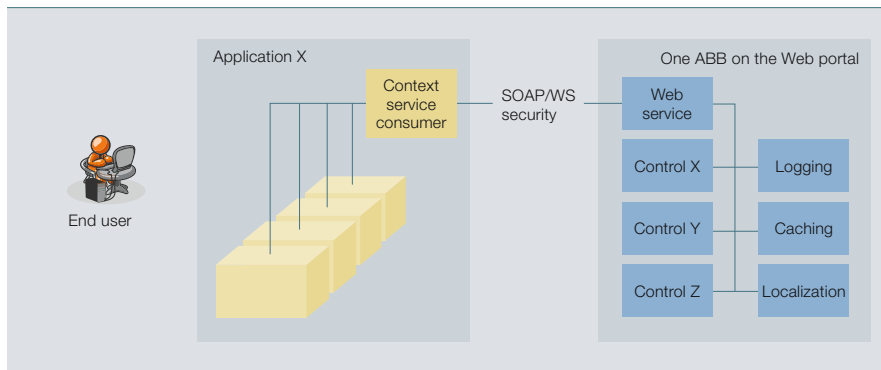 Application X
One ABB on the Web portal
Context
service
consumer
SOAP/WS
security
Web
service
Control X
Logging
End user
Control Y
Caching
Control Z
Localization